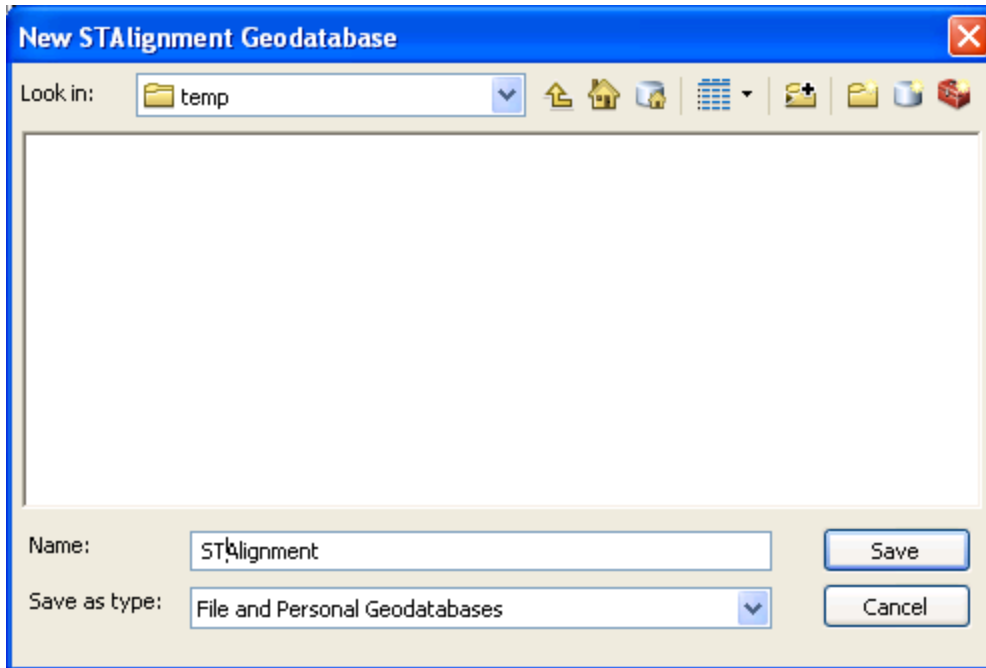 New STAlignment Geodatabase
Look in:
temp
Name:
STAlignment
Save
Save as type:
File and Personal Geodatabases
Cancel